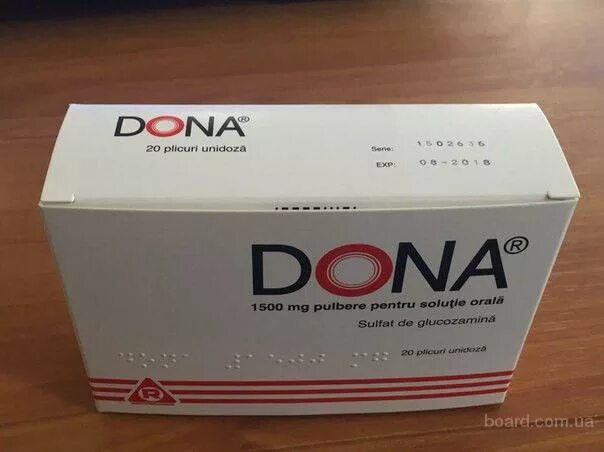 DONA®
20 plicuri unidoză
Serie: 1502636
EXP: 08-2018
DONA®
1500 mg pulbere pentru soluţie orală
Sulfat de glucozamină
20 plicuri unidoză
R
board.com.ua